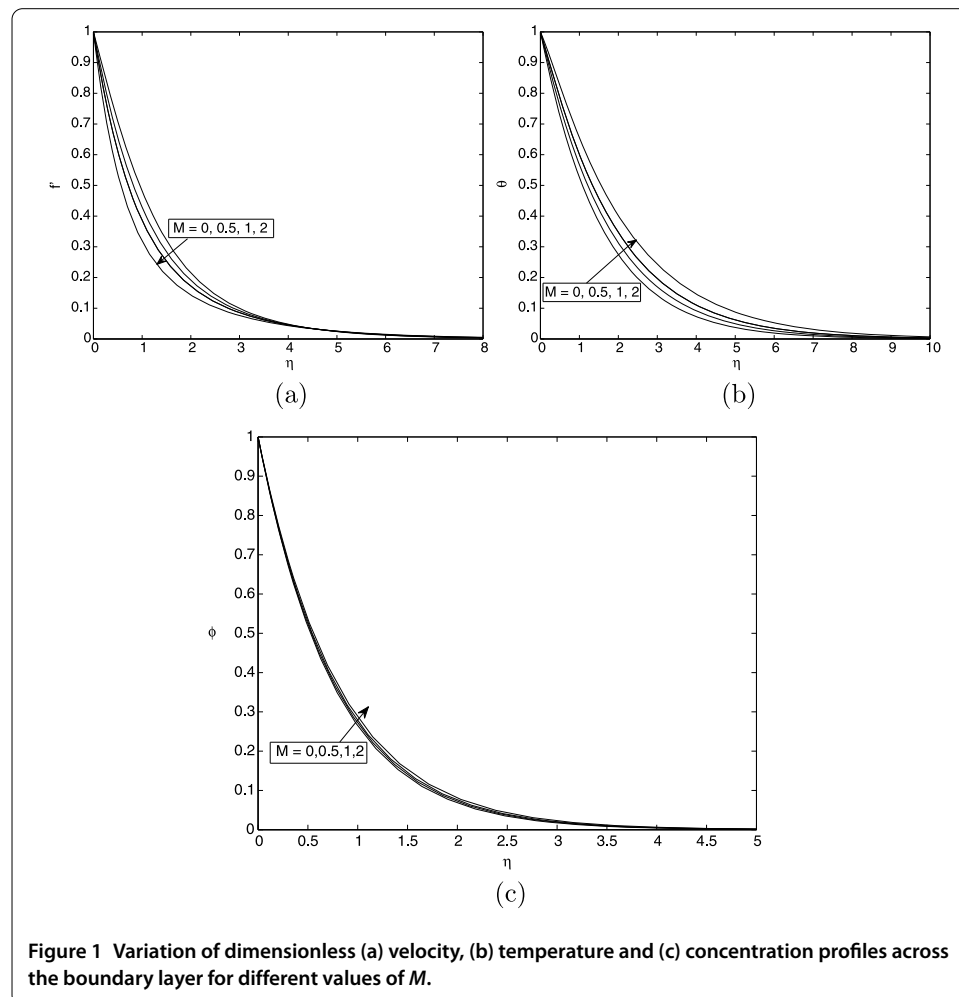 1
0.9
0.8
0.7
0.6
0.5
0.4
0.3
0.2
0.1
0
f'
M = 0, 0.5, 1, 2
0 1 2 3 4 5 6 7 8
η
(a)
1
0.9
0.8
0.7
0.6
0.5
0.4
0.3
0.2
0.1
0
θ
M = 0, 0.5, 1, 2
0 1 2 3 4 5 6 7 8 9 10
η
(b)
1
0.9
0.8
0.7
0.6
0.5
0.4
0.3
0.2
0.1
0
φ
M = 0,0.5,1,2
0 0.5 1 1.5 2 2.5 3 3.5 4 4.5 5
η
(c)
Figure 1 Variation of dimensionless (a) velocity, (b) temperature and (c) concentration profiles across
the boundary layer for different values of M.